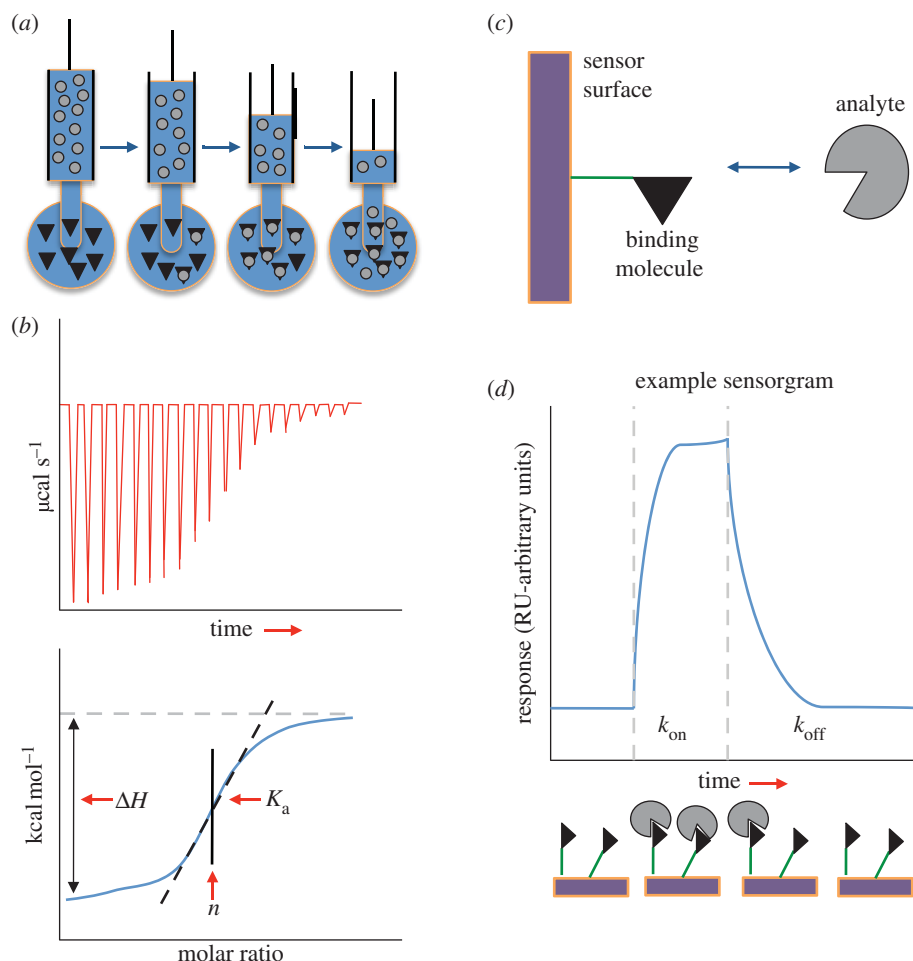 (a)
(b)
μcal s⁻¹
time
kcal mol⁻¹
ΔH
Kₐ
n
molar ratio
(c)
sensor
surface
analyte
binding
molecule
(d)
example sensorgram
response (RU-arbitrary units)
kon
koff
time